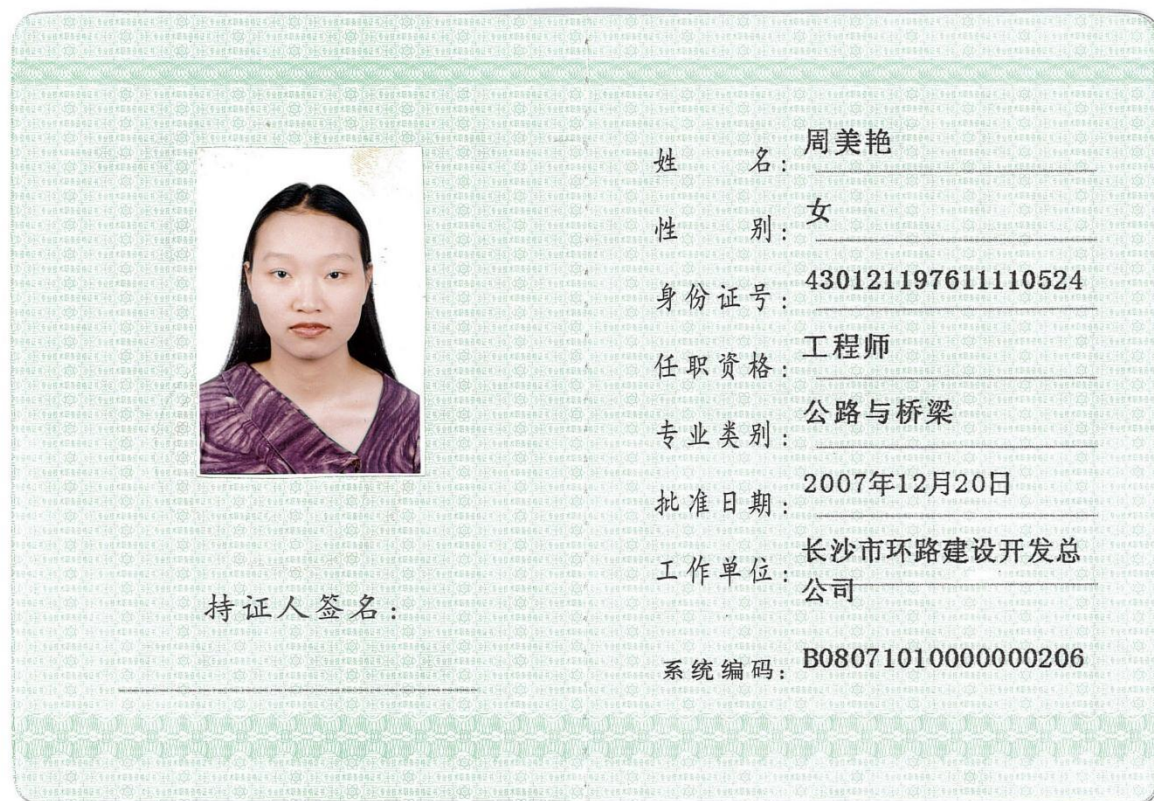 持证人签名：
姓 名：周美艳
性 别：女
身份证号：430121197611110524
任职资格：工程师
专业类别：公路与桥梁
批准日期：2007年12月20日
工作单位：长沙市环路建设开发总
公司
系统编码：B08071010000000206